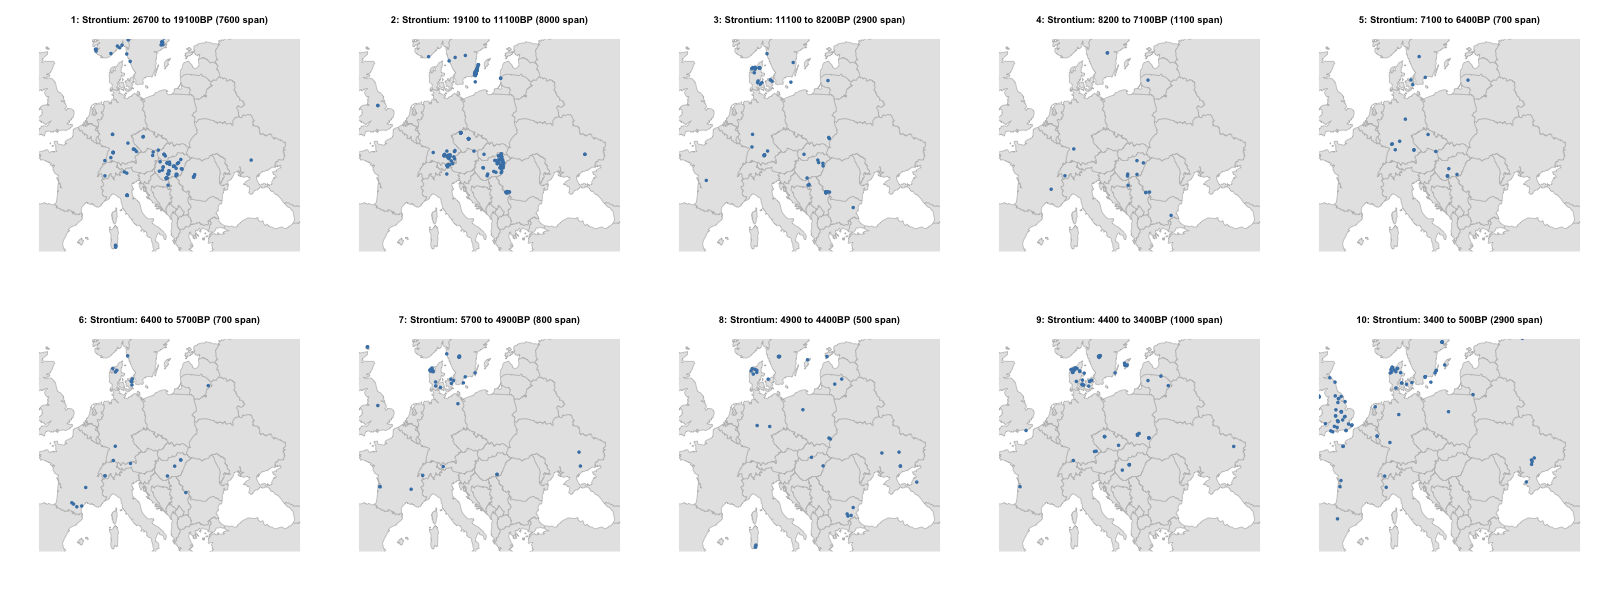 1: Strontium: 26700 to 19100BP (7600 span)
2: Strontium: 19100 to 11100BP (8000 span)
3: Strontium: 11100 to 8200BP (2900 span)
4: Strontium: 8200 to 7100BP (1100 span)
5: Strontium: 7100 to 6400BP (700 span)
6: Strontium: 6400 to 5700BP (700 span)
7: Strontium: 5700 to 4900BP (800 span)
8: Strontium: 4900 to 4400BP (500 span)
9: Strontium: 4400 to 3400BP (1000 span)
10: Strontium: 3400 to 500BP (2900 span)